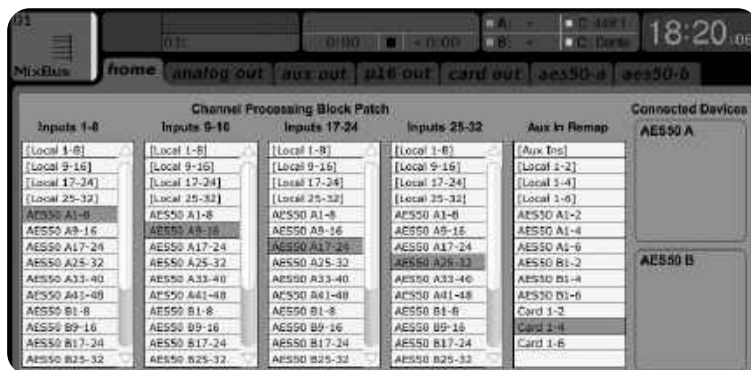 01
A:
C:
B:
C:
18:20
MixBus
home
analog out
aux out
p16 out
card out
aes50-a
aes50-b
Channel Processing Block Patch
Connected Devices
Inputs 1-8
Inputs 9-16
Inputs 17-24
Inputs 25-32
Aux In Remap
AES50 A
[Local 1-8] [Local 1-8] [Local 1-8] [Local 1-8] [Aux Ins]
[Local 9-16] [Local 9-16] [Local 9-16] [Local 9-16] [Local 1-2]
[Local 17-24] [Local 17-24] [Local 17-24] [Local 17-24] [Local 1-4]
[Local 25-32] [Local 25-32] [Local 25-32] [Local 25-32] [Local 1-6]
AES50 A1-8 AES50 A1-8 AES50 A1-8 AES50 A1-8 AES50 A1-2
AES50 A9-16 AES50 A9-16 AES50 A9-16 AES50 A9-16 AES50 A1-4
AES50 A17-24 AES50 A17-24 AES50 A17-24 AES50 A17-24 AES50 A1-6
AES50 A25-32 AES50 A25-32 AES50 A25-32 AES50 A25-32 AES50 B1-2
AES50 B
AES50 A33-40 AES50 A33-40 AES50 A33-40 AES50 A33-40 AES50 B1-4
AES50 A41-48 AES50 A41-48 AES50 A41-48 AES50 A41-48 AES50 B1-6
AES50 B1-8 AES50 B1-8 AES50 B1-8 AES50 B1-8 Card 1-2
AES50 B9-16 AES50 B9-16 AES50 B9-16 AES50 B9-16 Card 1-4
AES50 B17-24 AES50 B17-24 AES50 B17-24 AES50 B17-24 Card 1-6
AES50 B25-32 AES50 B25-32 AES50 B25-32 AES50 B25-32